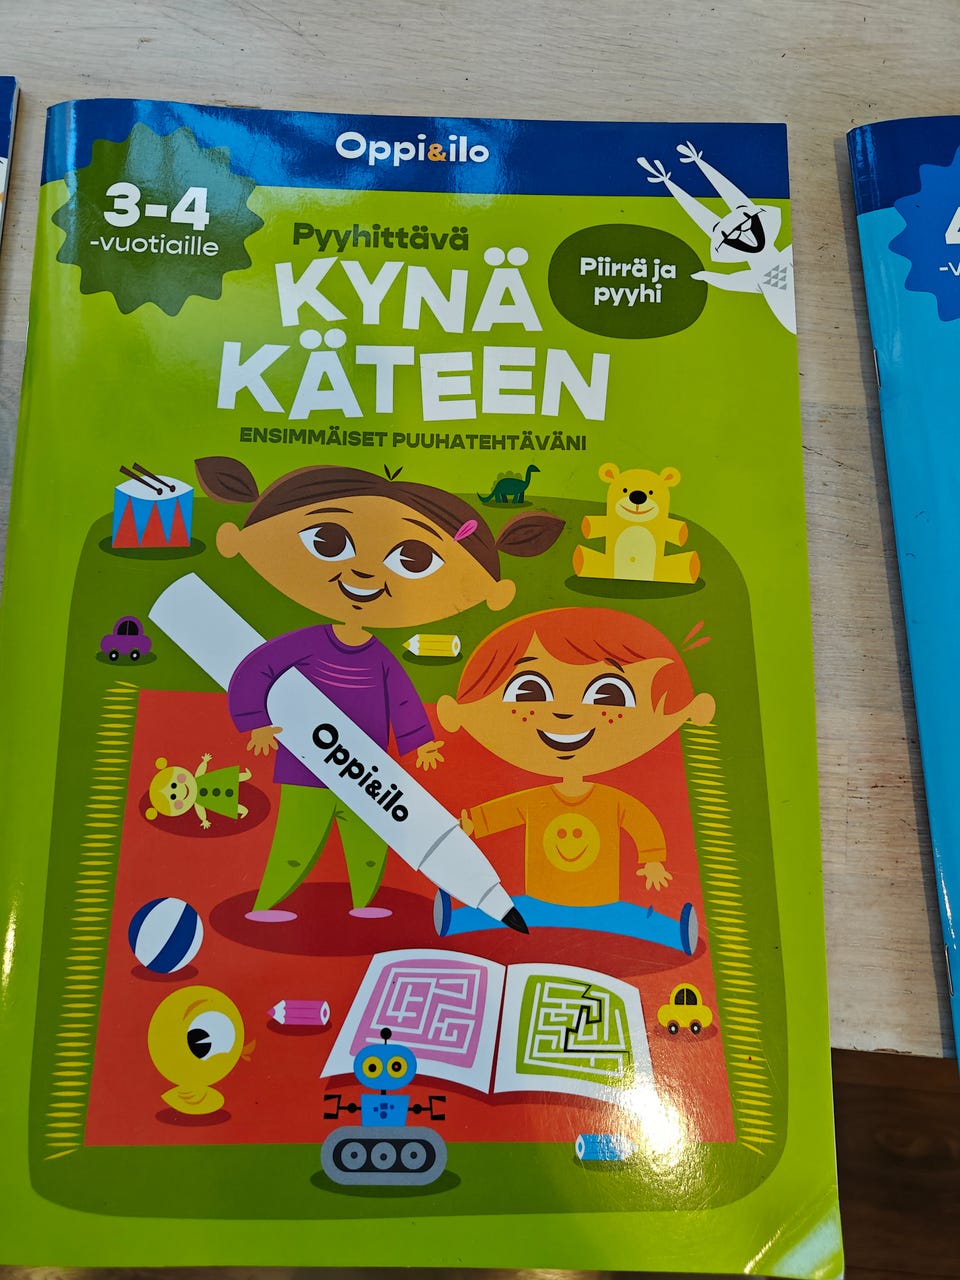 Oppi&ilo
3-4
-vuotiaille
Pyyhittävä
KYNÄ
KÄTEEN
Piirrä ja
pyyhi
ENSIMMÄISET PUUHATEHTÄVÄNI
Oppi&ilo